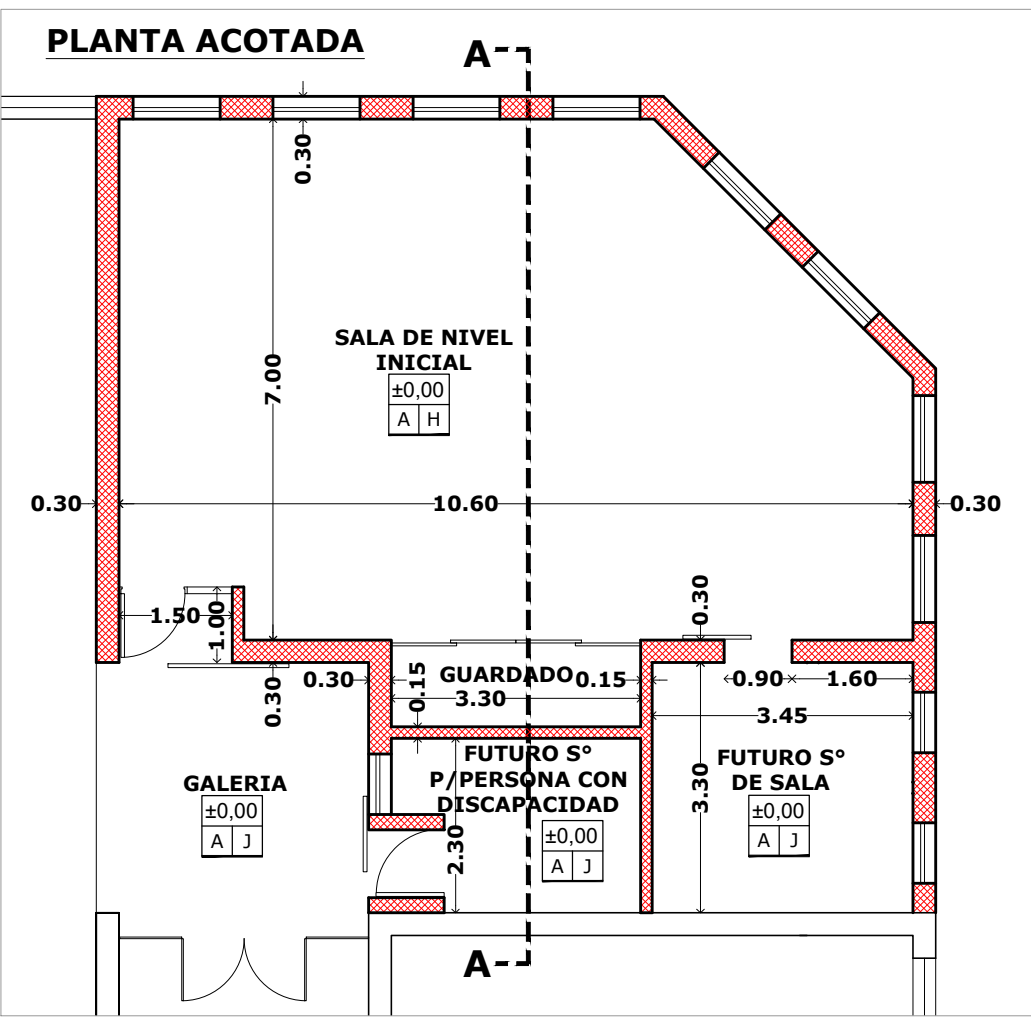 PLANTA ACOTADA
A
0.30
SALA DE NIVEL
INICIAL
±0,00
A H
7.00
0.30
10.60
0.30
1.50
1.00
0.30
0.30
0.30
0.15
GUARDADO
0.15
3.30
0.90
1.60
3.45
GALERIA
±0,00
A J
FUTURO S°
P/PERSONA CON
DISCAPACIDAD
±0,00
A J
2.30
3.30
FUTURO S°
DE SALA
±0,00
A J
A